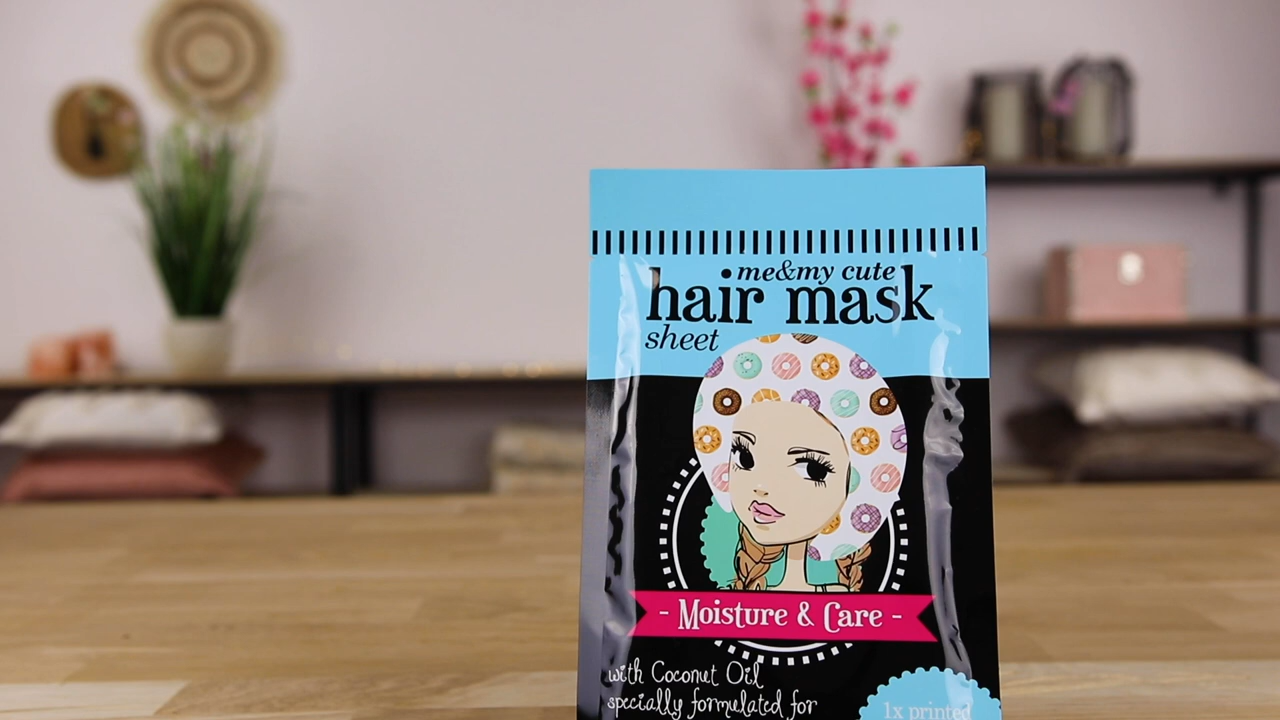 me&my cute
hair mask
sheet
- Moisture & Care -
with Coconut Oil
specially formulated for
1x printed